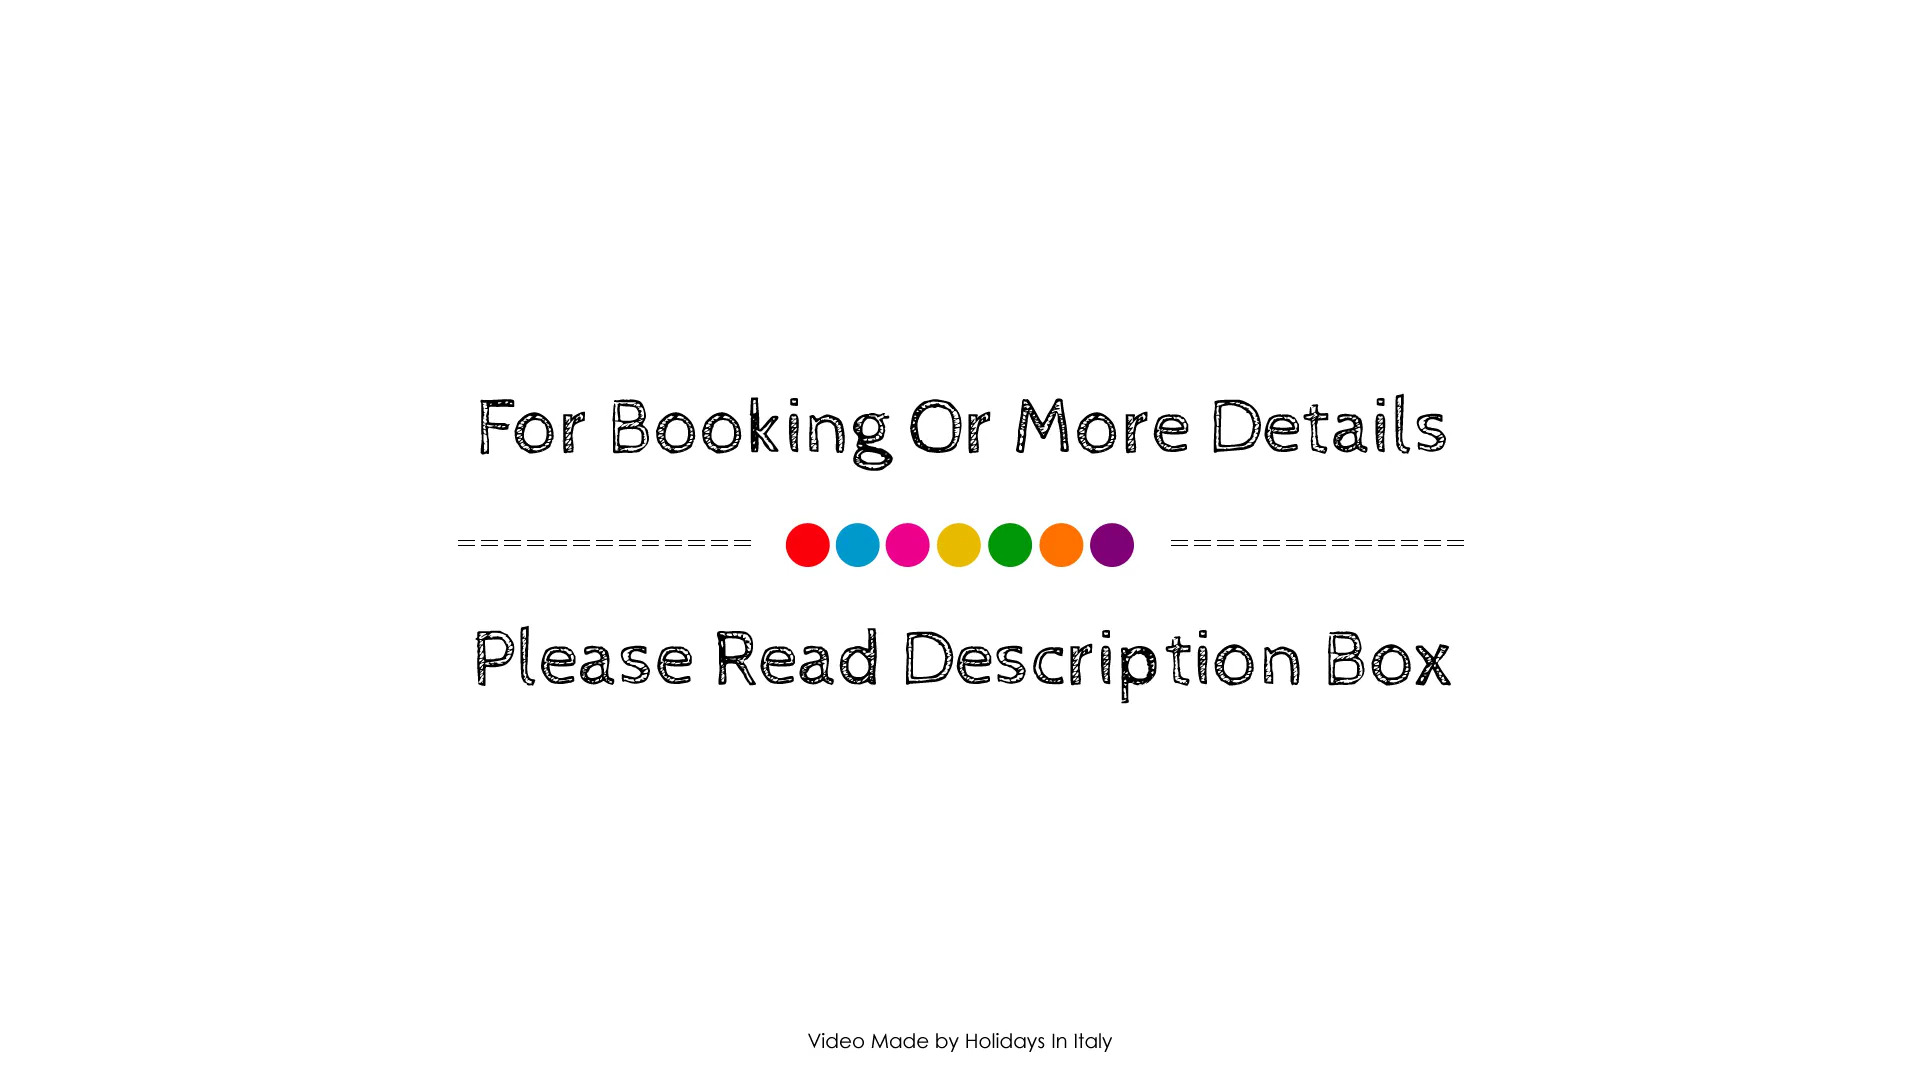 For Booking Or More Details
============= =============
Please Read Description Box
Video Made by Holidays In Italy